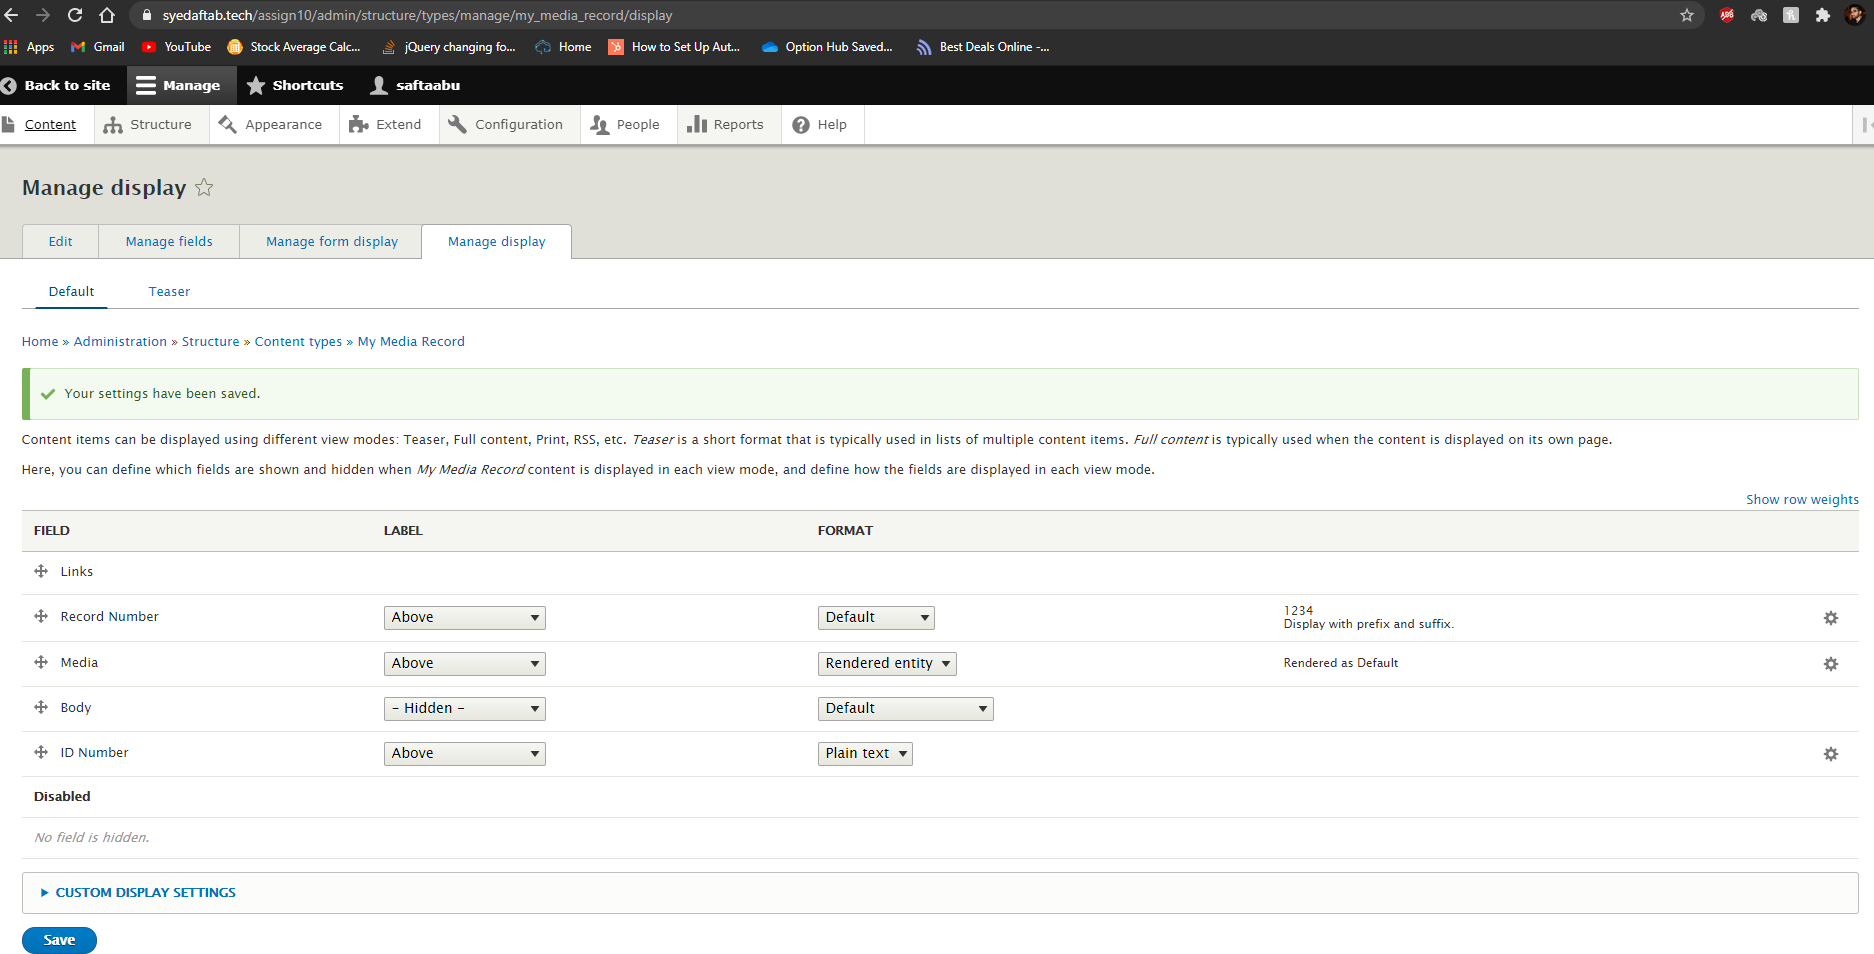 syedaftab.tech/assign10/admin/structure/types/manage/my_media_record/display
Apps Gmail YouTube Stock Average Calc... jQuery changing fo... Home How to Set Up Aut... Option Hub Saved... Best Deals Online -...
Back to site Manage Shortcuts saftaabu
Content Structure Appearance Extend Configuration People Reports Help
Manage display
Edit Manage fields Manage form display Manage display
Default Teaser
Home » Administration » Structure » Content types » My Media Record
Your settings have been saved.
Content items can be displayed using different view modes: Teaser, Full content, Print, RSS, etc. Teaser is a short format that is typically used in lists of multiple content items. Full content is typically used when the content is displayed on its own page.
Here, you can define which fields are shown and hidden when My Media Record content is displayed in each view mode, and define how the fields are displayed in each view mode.
Show row weights
FIELD LABEL FORMAT
Links
Record Number Above Default 1234
Display with prefix and suffix.
Media Above Rendered entity Rendered as Default
Body - Hidden - Default
ID Number Above Plain text
Disabled
No field is hidden.
CUSTOM DISPLAY SETTINGS
Save